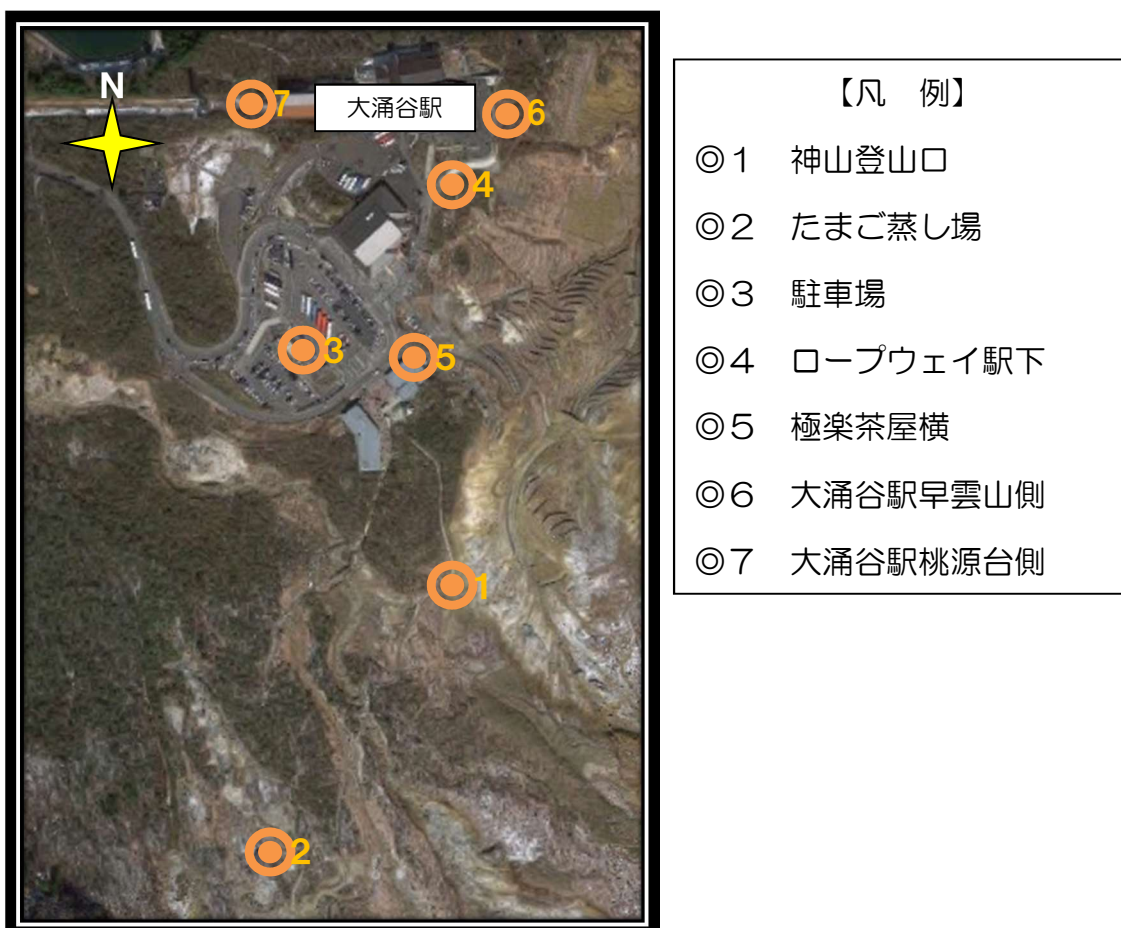 N
7
大涌谷駅
6
4
3
5
1
2
【凡　例】
◎1　神山登山口
◎2　たまご蒸し場
◎3　駐車場
◎4　ロープウェイ駅下
◎5　極楽茶屋横
◎6　大涌谷駅早雲山側
◎7　大涌谷駅桃源台側